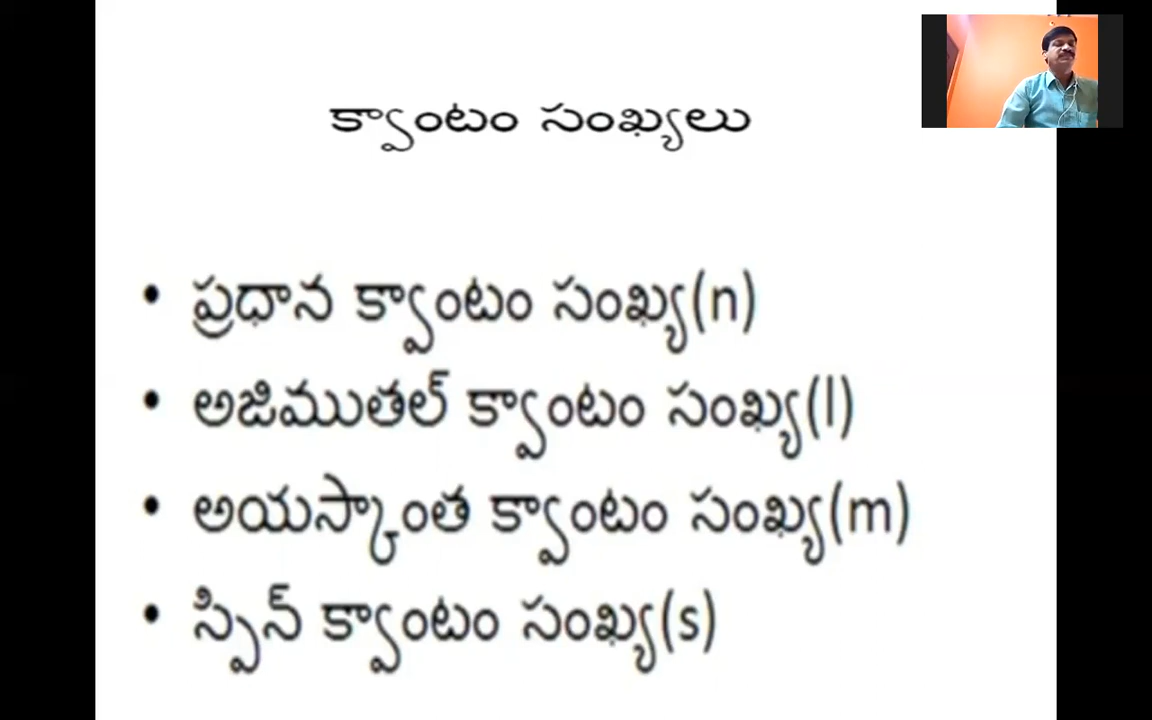 క్వాంటం సంఖ్యలు
• ప్రధాన క్వాంటం సంఖ్య(n)
• అజిముతల్ క్వాంటం సంఖ్య(l)
• అయస్కాంత క్వాంటం సంఖ్య(m)
• స్పిన్ క్వాంటం సంఖ్య(s)